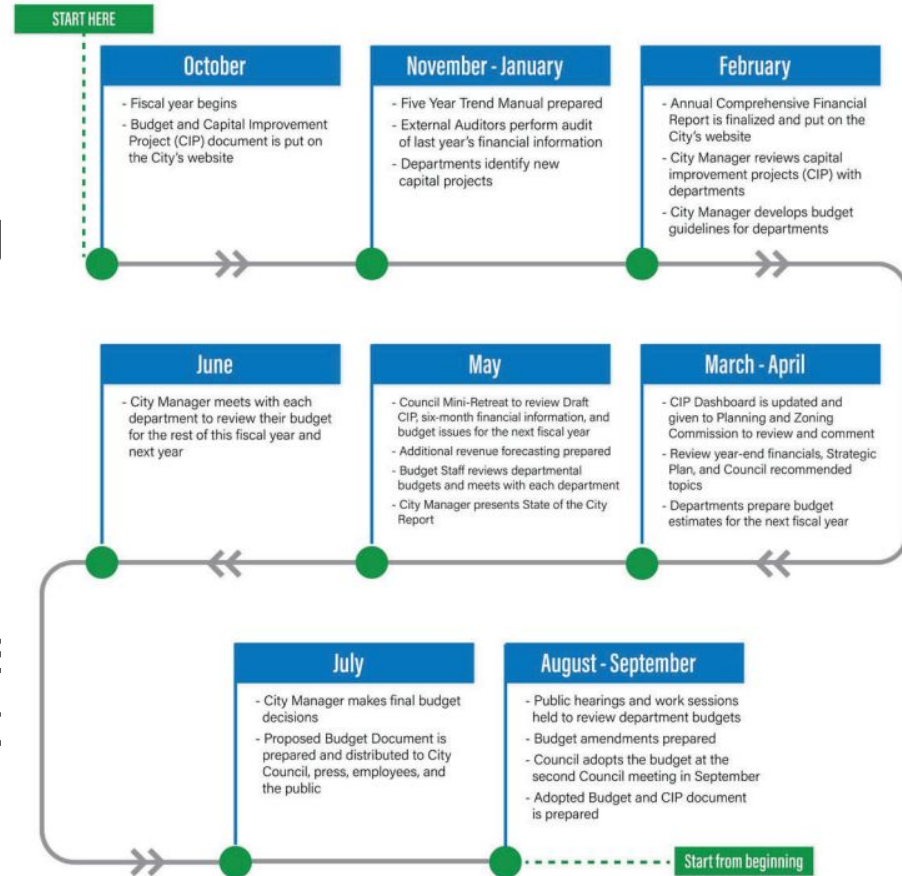 START HERE
October
- Fiscal year begins
- Budget and Capital Improvement
Project (CIP) document is put on
the City's website
November - January
- Five Year Trend Manual prepared
- External Auditors perform audit
of last year's financial information
- Departments identify new
capital projects
February
- Annual Comprehensive Financial
Report is finalized and put on the
City's website
- City Manager reviews capital
improvement projects (CIP) with
departments
- City Manager develops budget
guidelines for departments
March - April
- CIP Dashboard is updated and
given to Planning and Zoning
Commission to review and comment
- Review year-end financials, Strategic
Plan, and Council recommended
topics
- Departments prepare budget
estimates for the next fiscal year
May
- Council Mini-Retreat to review Draft
CIP, six-month financial information, and
budget issues for the next fiscal year
- Additional revenue forecasting prepared
- Budget Staff reviews departmental
budgets and meets with each department
- City Manager presents State of the City
Report
June
- City Manager meets with each
department to review their budget
for the rest of this fiscal year and
next year
July
- City Manager makes final budget
decisions
- Proposed Budget Document is
prepared and distributed to City
Council, press, employees, and
the public
August - September
- Public hearings and work sessions
held to review department budgets
- Budget amendments prepared
- Council adopts the budget at the
second Council meeting in September
- Adopted Budget and CIP document
is prepared
Start from beginning